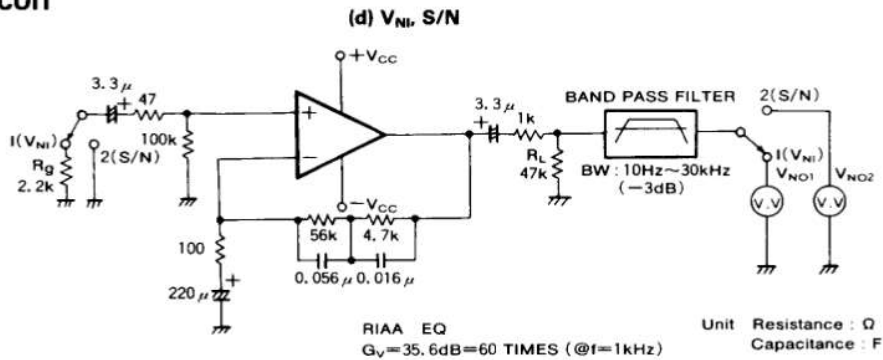 (d) V_NI, S/N
+V_CC
3.3μ
+
47
1(V_NI)
R_g
2.2k
2(S/N)
100k
+
−
−V_CC
56k
4.7k
0.056μ
0.016μ
100
220μ
+
3.3μ
+
1k
R_L
47k
BAND PASS FILTER
BW : 10Hz~30kHz
(−3dB)
2(S/N)
1(V_NI)
V_NO1
V_NO2
V.V
V.V
RIAA EQ
G_V=35.6dB=60 TIMES (@f=1kHz)
Unit Resistance : Ω
Capacitance : F